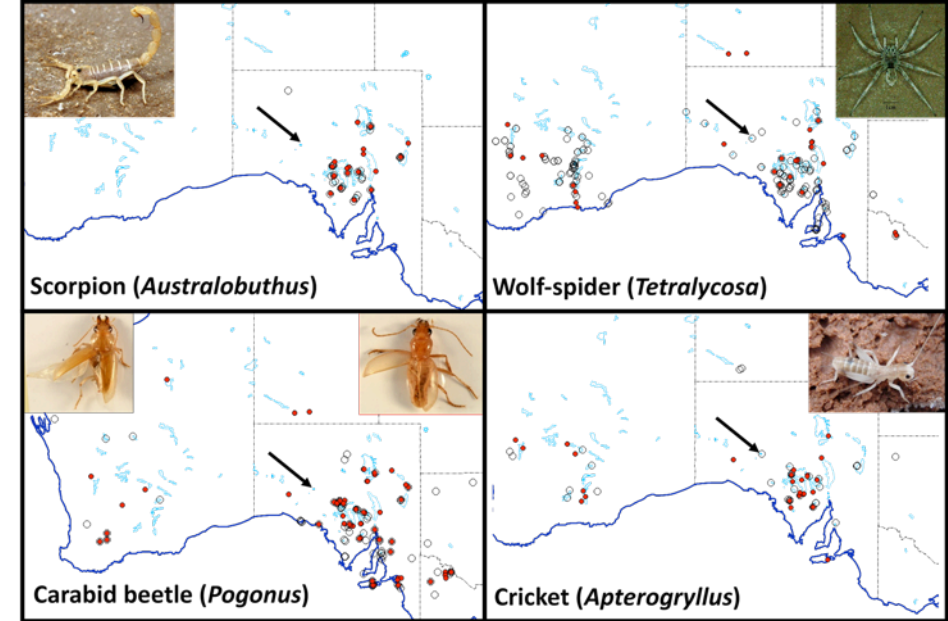 Scorpion (Australobuthus)
Wolf-spider (Tetralycosa)
Carabid beetle (Pogonus)
Cricket (Apterogryllus)